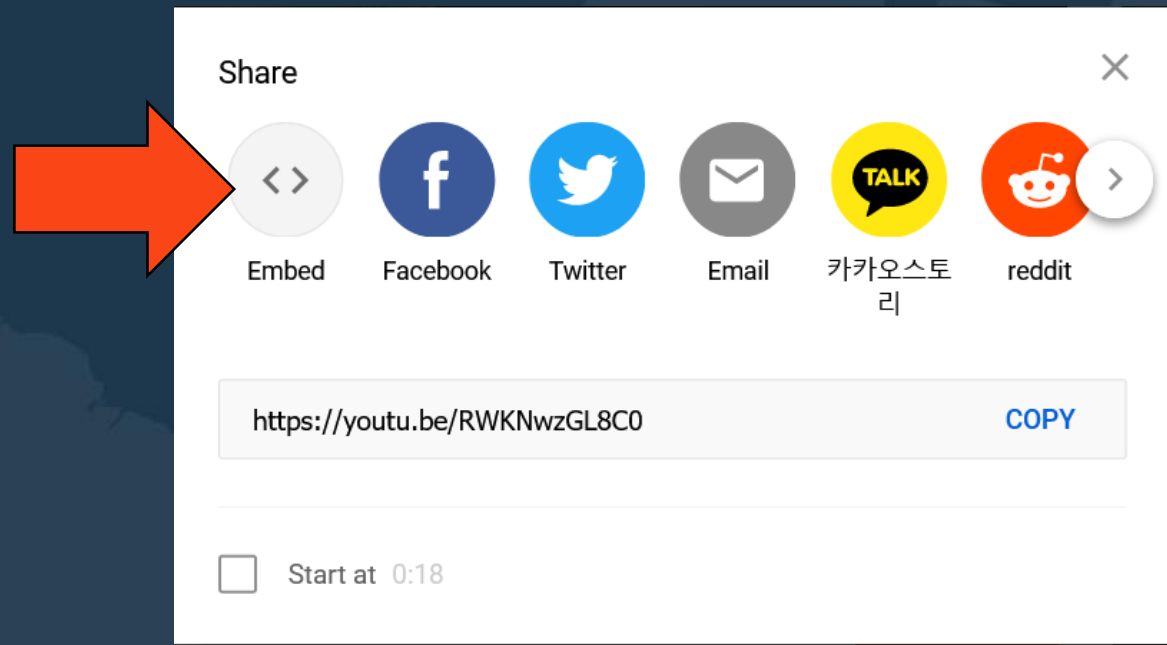 Share
TALK
Embed Facebook Twitter Email 카카오스토 reddit
리
https://youtu.be/RWKNwzGL8C0 COPY
Start at 0:18